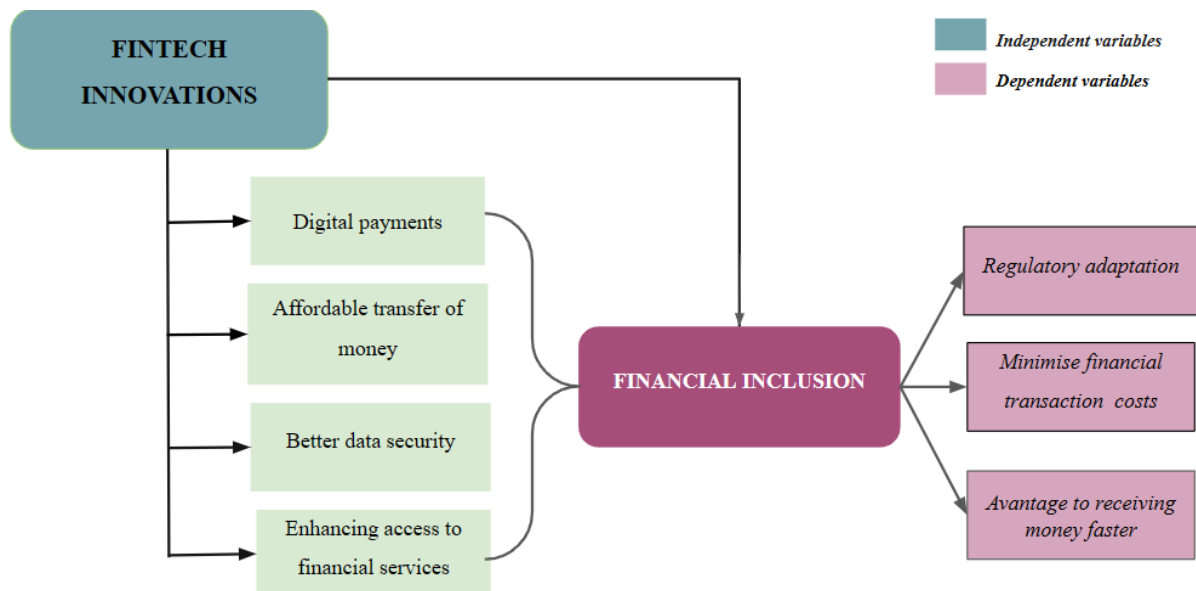 FINTECH
INNOVATIONS
Independent variables
Dependent variables
Digital payments
Affordable transfer of
money
Better data security
Enhancing access to
financial services
FINANCIAL INCLUSION
Regulatory adaptation
Minimise financial
transaction costs
Avantage to receiving
money faster